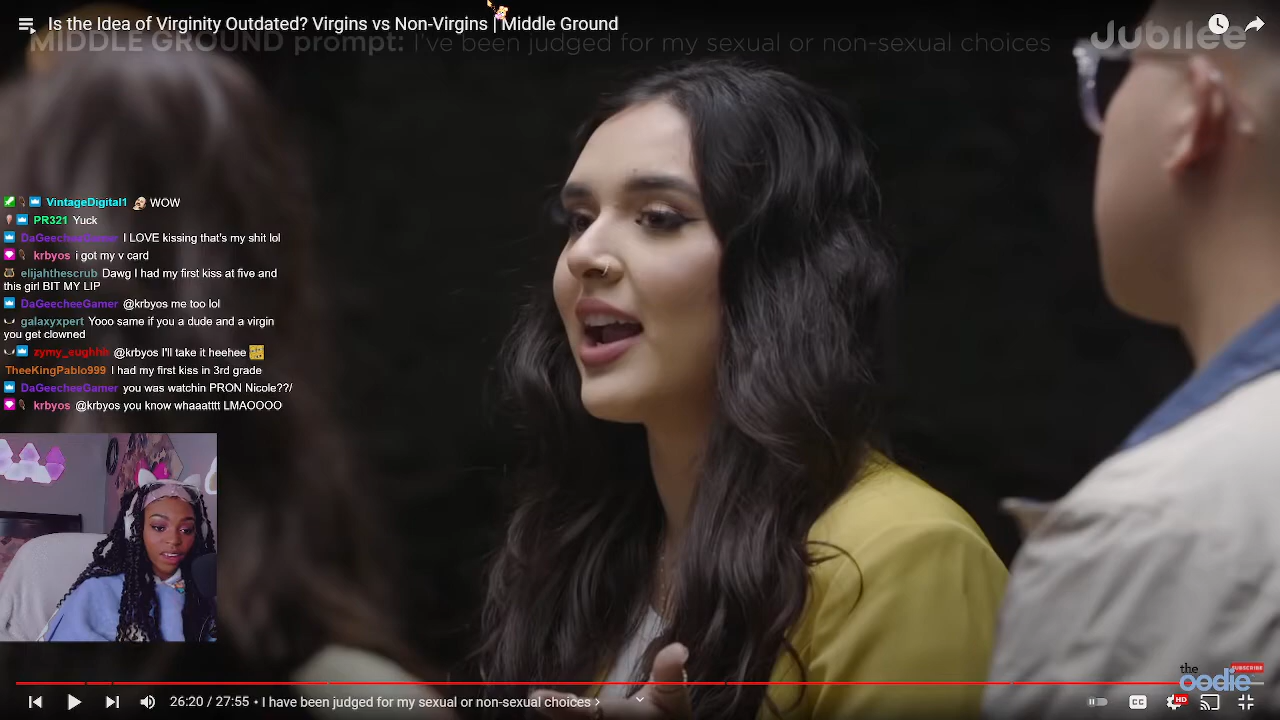 Is the Idea of Virginity Outdated? Virgins vs Non-Virgins | Middle Ground
MIDDLE GROUND prompt: I've been judged for my sexual or non-sexual choices
Jubilee
VintageDigital1 WOW
PR321 Yuck
DaGeecheeGamer I LOVE kissing that's my shit lol
krbyos i got my v card
elijahthescrub Dawg I had my first kiss at five and
this girl BIT MY LIP
DaGeecheeGamer @krbyos me too lol
galaxyxpert Yooo same if you a dude and a virgin
you get clowned
zymy_eughhh @krbyos I'll take it heehee
TheeKingPablo999 I had my first kiss in 3rd grade
DaGeecheeGamer you was watchin PRON Nicole??/
krbyos @krbyos you know whaaatttt LMAOOOO
the
oodie
SUBSCRIBE
26:20 / 27:55 • I have been judged for my sexual or non-sexual choices
CC
HD